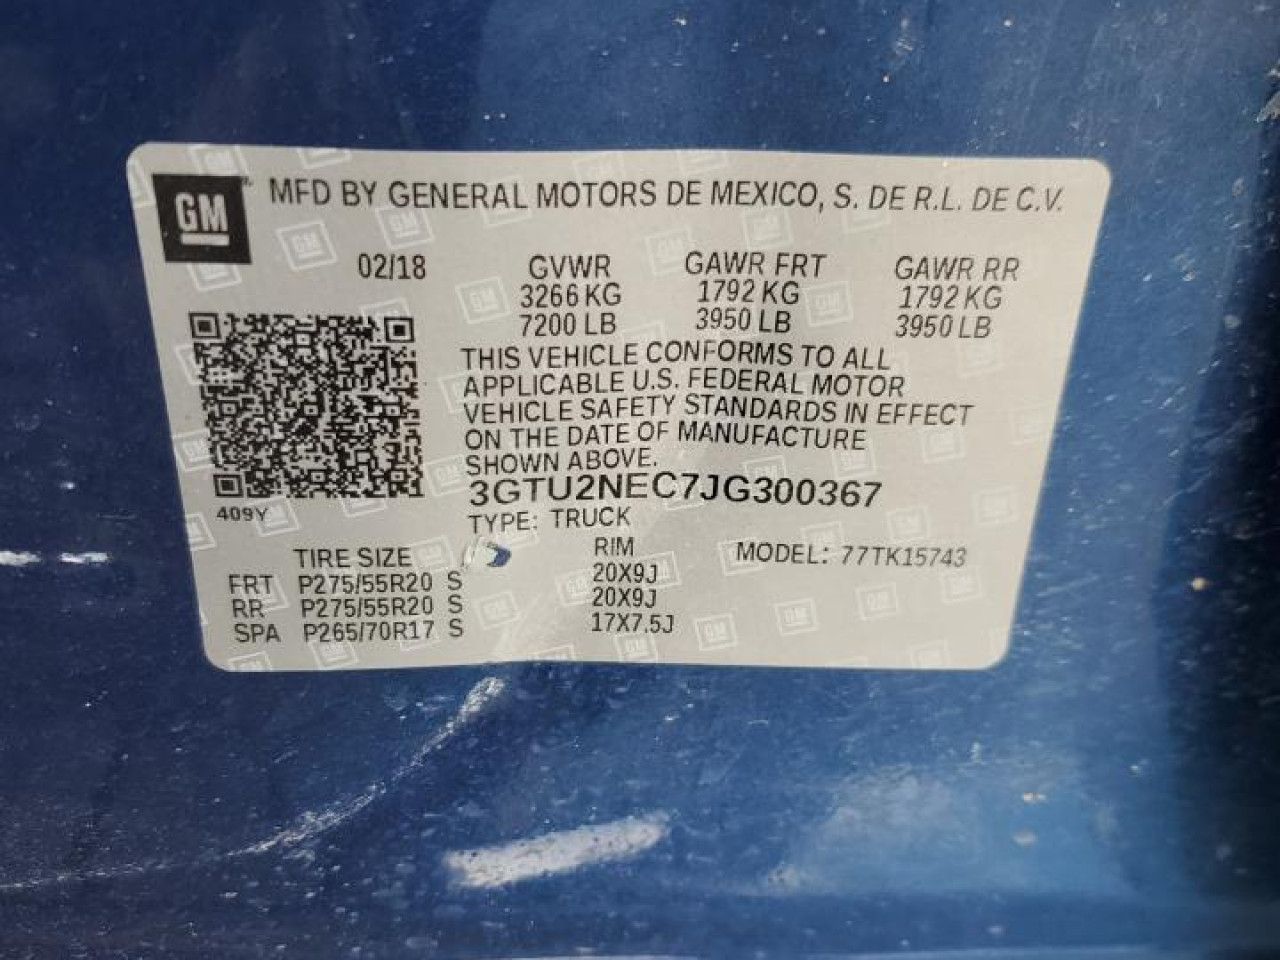 GM MFD BY GENERAL MOTORS DE MEXICO, S. DE R.L. DE C.V.
02/18 GVWR GAWR FRT GAWR RR
3266 KG 1792 KG 1792 KG
7200 LB 3950 LB 3950 LB
THIS VEHICLE CONFORMS TO ALL
APPLICABLE U.S. FEDERAL MOTOR
VEHICLE SAFETY STANDARDS IN EFFECT
ON THE DATE OF MANUFACTURE
SHOWN ABOVE.
3GTU2NEC7JG300367
409Y
TYPE: TRUCK
TIRE SIZE RIM MODEL: 77TK15743
FRT P275/55R20 S 20X9J
RR P275/55R20 S 20X9J
SPA P265/70R17 S 17X7.5J